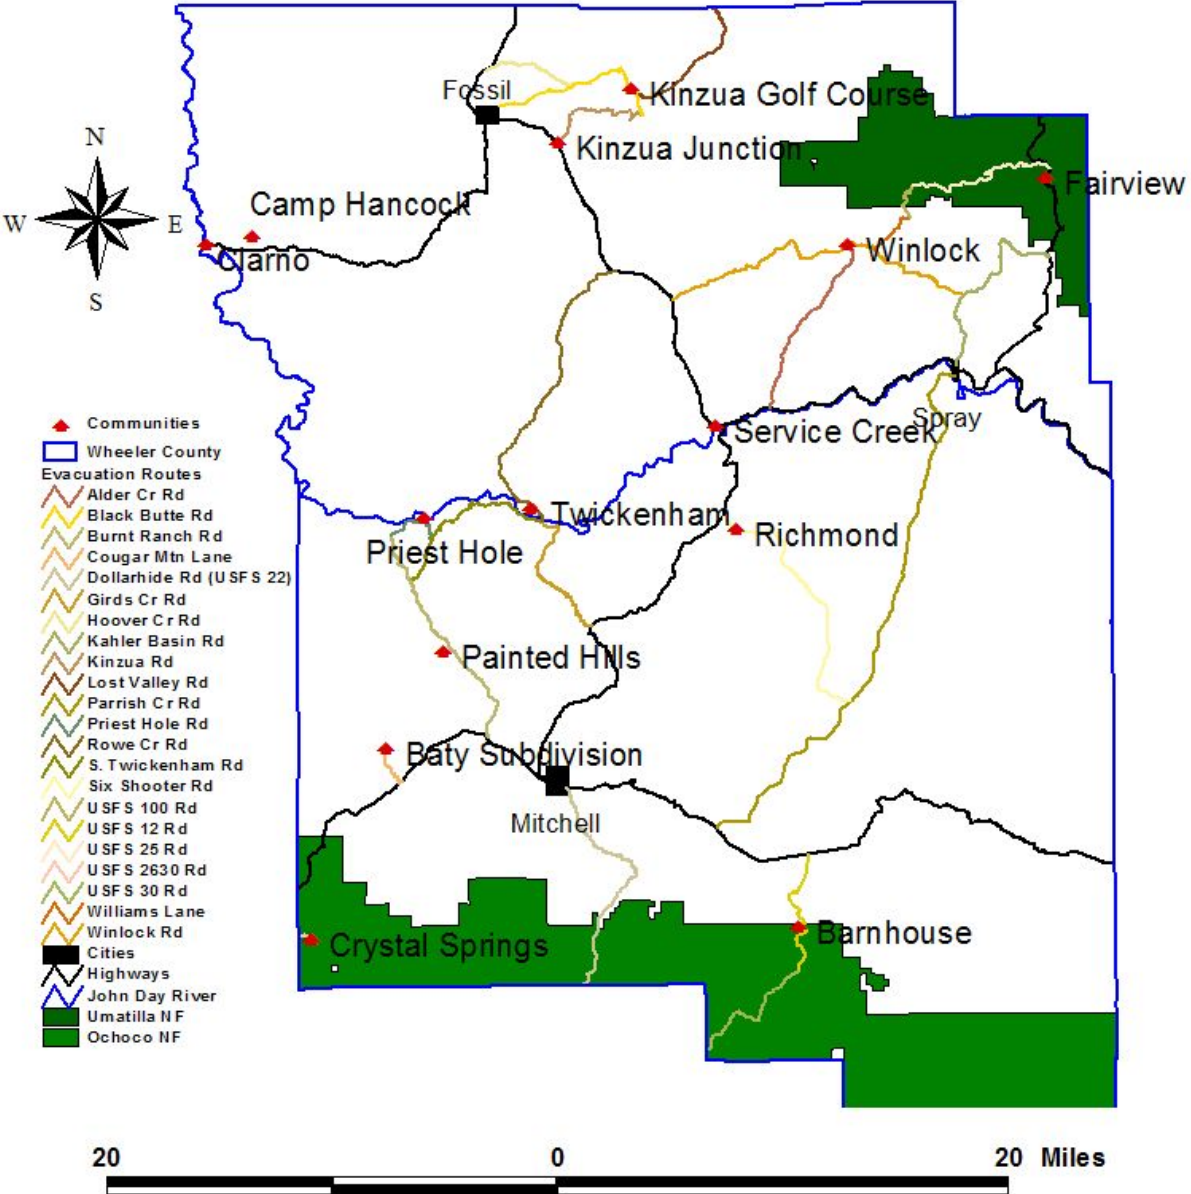 Fossil
Kinzua Golf Course
Kinzua Junction
N
W
E
S
Camp Hancock
Clarno
Fairview
Winlock
Communities
Wheeler County
Evacuation Routes
Alder Cr Rd
Black Butte Rd
Burnt Ranch Rd
Cougar Mtn Lane
Dollarhide Rd (USFS 22)
Girds Cr Rd
Hoover Cr Rd
Kahler Basin Rd
Kinzua Rd
Lost Valley Rd
Parrish Cr Rd
Priest Hole Rd
Rowe Cr Rd
S. Twickenham Rd
Six Shooter Rd
USFS 100 Rd
USFS 12 Rd
USFS 25 Rd
USFS 2630 Rd
USFS 30 Rd
Williams Lane
Winlock Rd
Cities
Highways
John Day River
Umatilla NF
Ochoco NF
Spray
Service Creek
Twickenham
Richmond
Priest Hole
Painted Hills
Baty Subdivision
Mitchell
Crystal Springs
Barnhouse
20 0 20 Miles